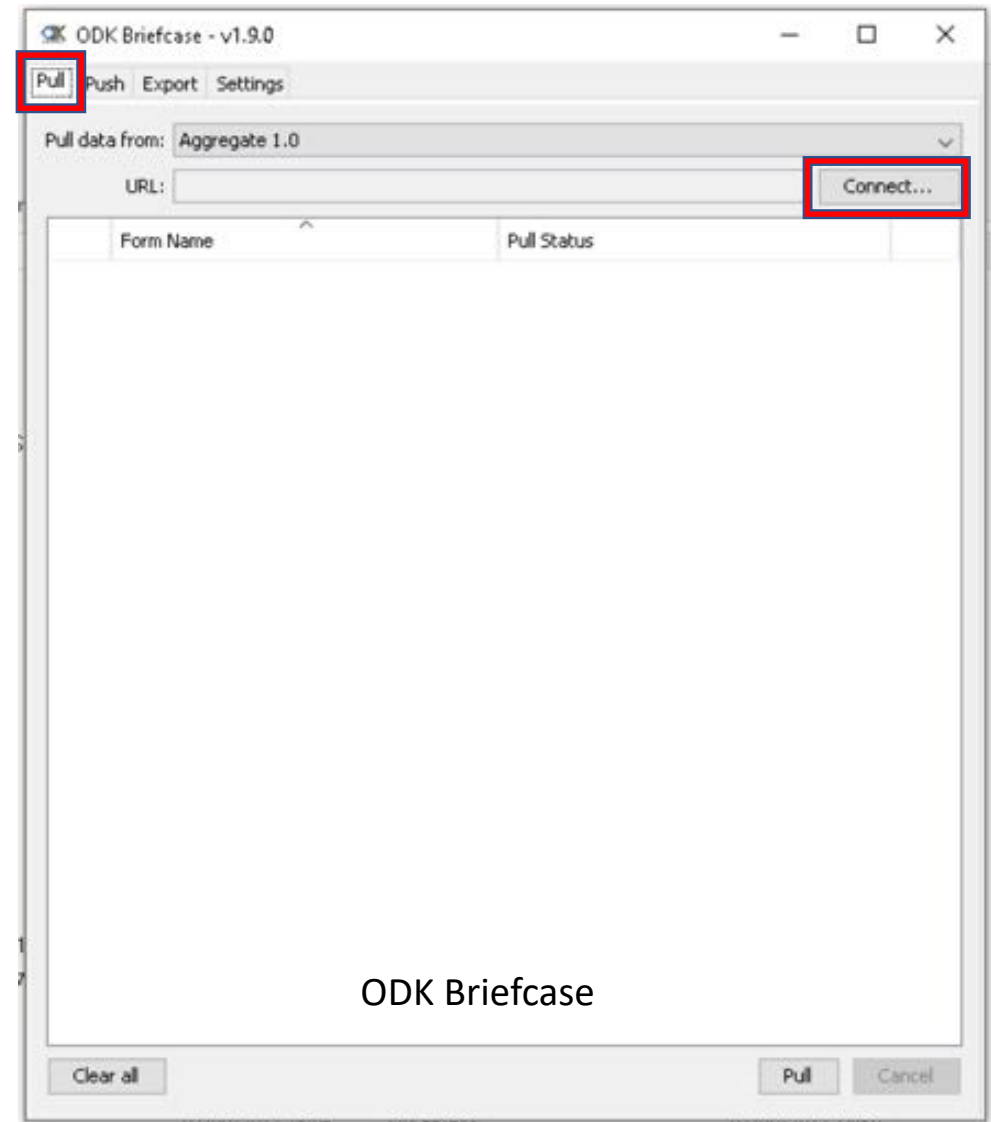 ODK Briefcase - v1.9.0
Pull Push Export Settings
Pull data from: Aggregate 1.0
URL: Connect...
Form Name Pull Status
ODK Briefcase
Clear all Pull Cancel